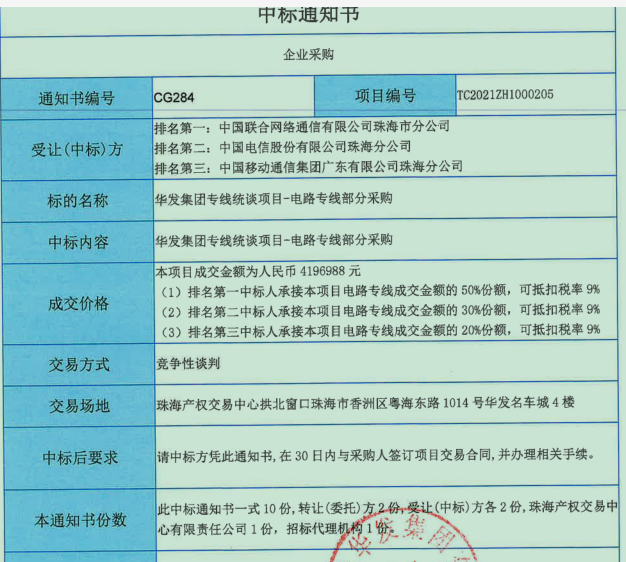 中标通知书
企业采购
通知书编号 CG284 项目编号 TC2021ZH1000205
受让(中标)方
排名第一：中国联合网络通信有限公司珠海市分公司
排名第二：中国电信股份有限公司珠海分公司
排名第三：中国移动通信集团广东有限公司珠海分公司
标的名称 华发集团专线统谈项目-电路专线部分采购
中标内容 华发集团专线统谈项目-电路专线部分采购
成交价格
本项目成交金额为人民币 4196988 元
（1）排名第一中标人承接本项目电路专线成交金额的 50%份额，可抵扣税率 9%
（2）排名第二中标人承接本项目电路专线成交金额的 30%份额，可抵扣税率 9%
（3）排名第三中标人承接本项目电路专线成交金额的 20%份额，可抵扣税率 9%
交易方式 竞争性谈判
交易场地 珠海产权交易中心拱北窗口珠海市香洲区粤海东路 1014 号华发名车城 4 楼
中标后要求 请中标方凭此通知书,在 30 日内与采购人签订项目交易合同,并办理相关手续。
本通知书份数
此中标通知书一式 10 份, 转让(委托)方 2 份, 受让(中标)方各 2 份, 珠海产权交易中
心有限责任公司 1 份，招标代理机构 1 份。
华发集团